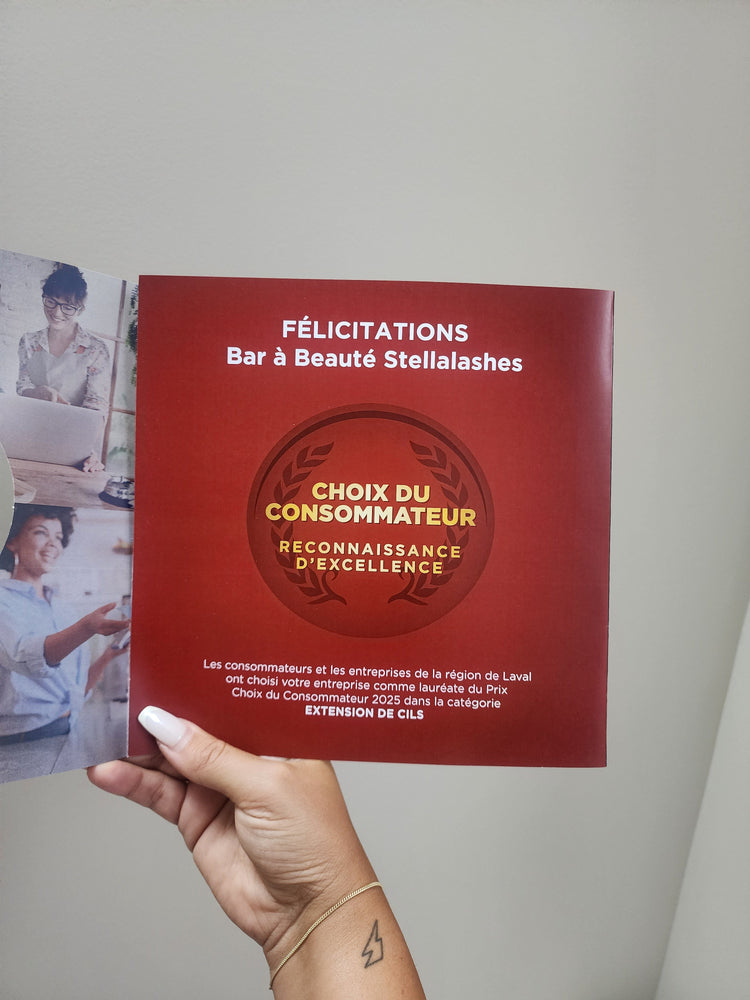 FÉLICITATIONS
Bar à Beauté Stellalashes
CHOIX DU
CONSOMMATEUR
RECONNAISSANCE
D'EXCELLENCE
Les consommateurs et les entreprises de la région de Laval
ont choisi votre entreprise comme lauréate du Prix
Choix du Consommateur 2025 dans la catégorie
EXTENSION DE CILS